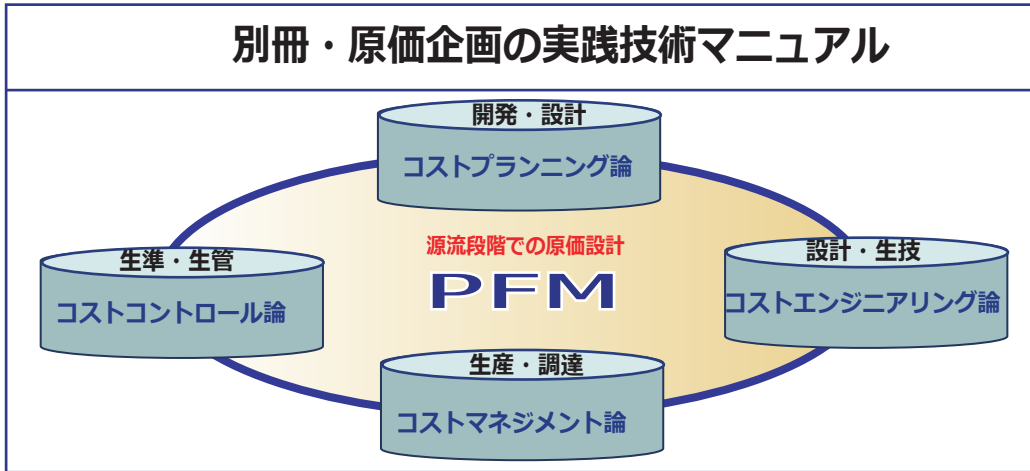 別冊・原価企画の実践技術マニュアル
開発・設計
コストプランニング論
源流段階での原価設計
PFM
生準・生管
コストコントロール論
設計・生技
コストエンジニアリング論
生産・調達
コストマネジメント論